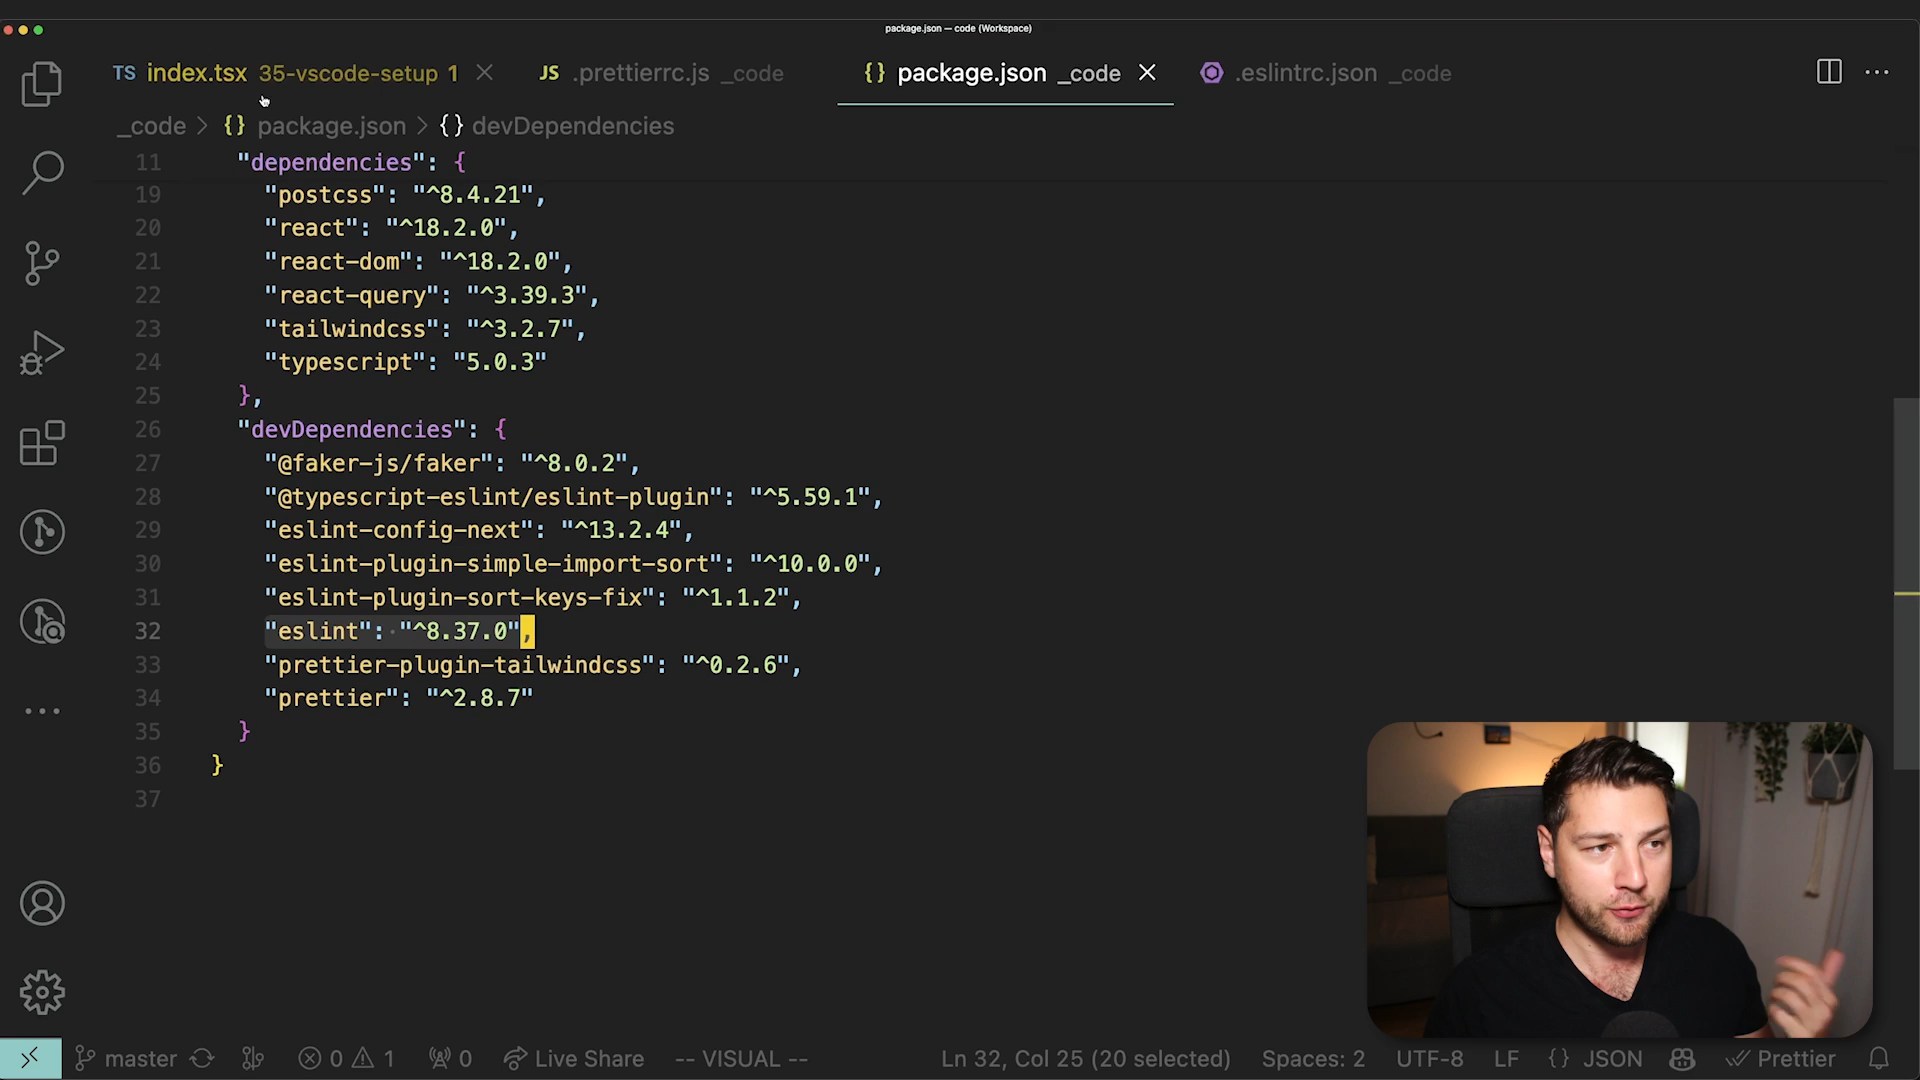 package.json — code (Workspace)
TS index.tsx 35-vscode-setup 1
JS .prettierrc.js _code
{} package.json _code
.eslintrc.json _code
_code > {} package.json > {} devDependencies
11 "dependencies": {
19 "postcss": "^8.4.21",
20 "react": "^18.2.0",
21 "react-dom": "^18.2.0",
22 "react-query": "^3.39.3",
23 "tailwindcss": "^3.2.7",
24 "typescript": "5.0.3"
25 },
26 "devDependencies": {
27 "@faker-js/faker": "^8.0.2",
28 "@typescript-eslint/eslint-plugin": "^5.59.1",
29 "eslint-config-next": "^13.2.4",
30 "eslint-plugin-simple-import-sort": "^10.0.0",
31 "eslint-plugin-sort-keys-fix": "^1.1.2",
32 "eslint":·"^8.37.0",
33 "prettier-plugin-tailwindcss": "^0.2.6",
34 "prettier": "^2.8.7"
35 }
36 }
37
master 0 1 0 Live Share -- VISUAL -- Ln 32, Col 25 (20 selected) Spaces: 2 UTF-8 LF {} JSON Prettier